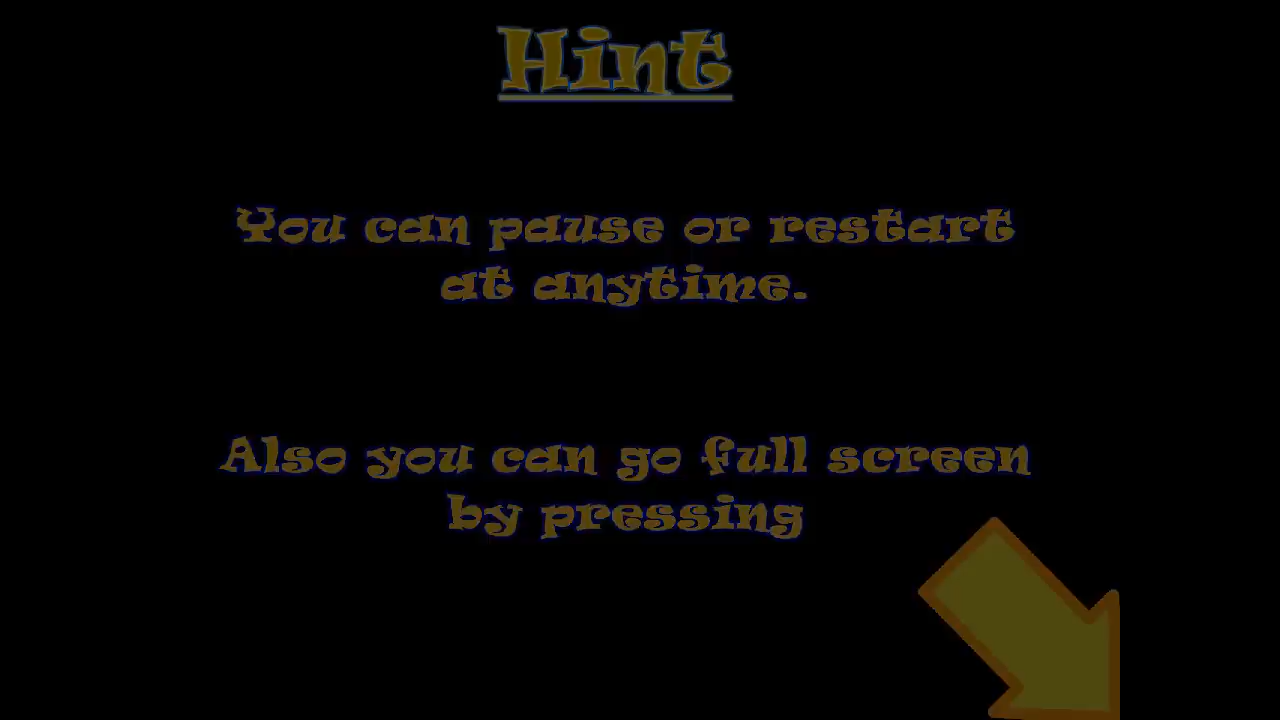 Hint
You can pause or restart
at anytime.
Also you can go full screen
by pressing